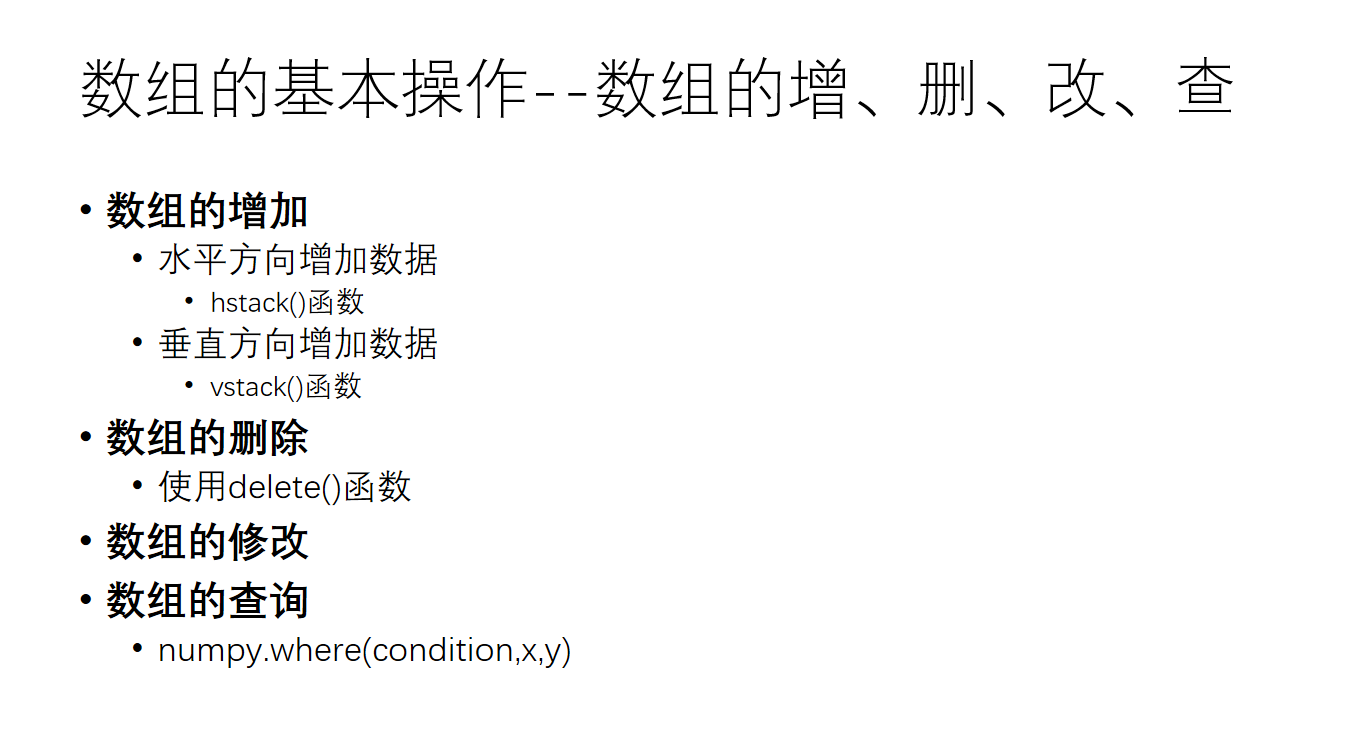 数组的基本操作--数组的增、删、改、查
• 数组的增加
• 水平方向增加数据
• hstack()函数
• 垂直方向增加数据
• vstack()函数
• 数组的删除
• 使用delete()函数
• 数组的修改
• 数组的查询
• numpy.where(condition,x,y)